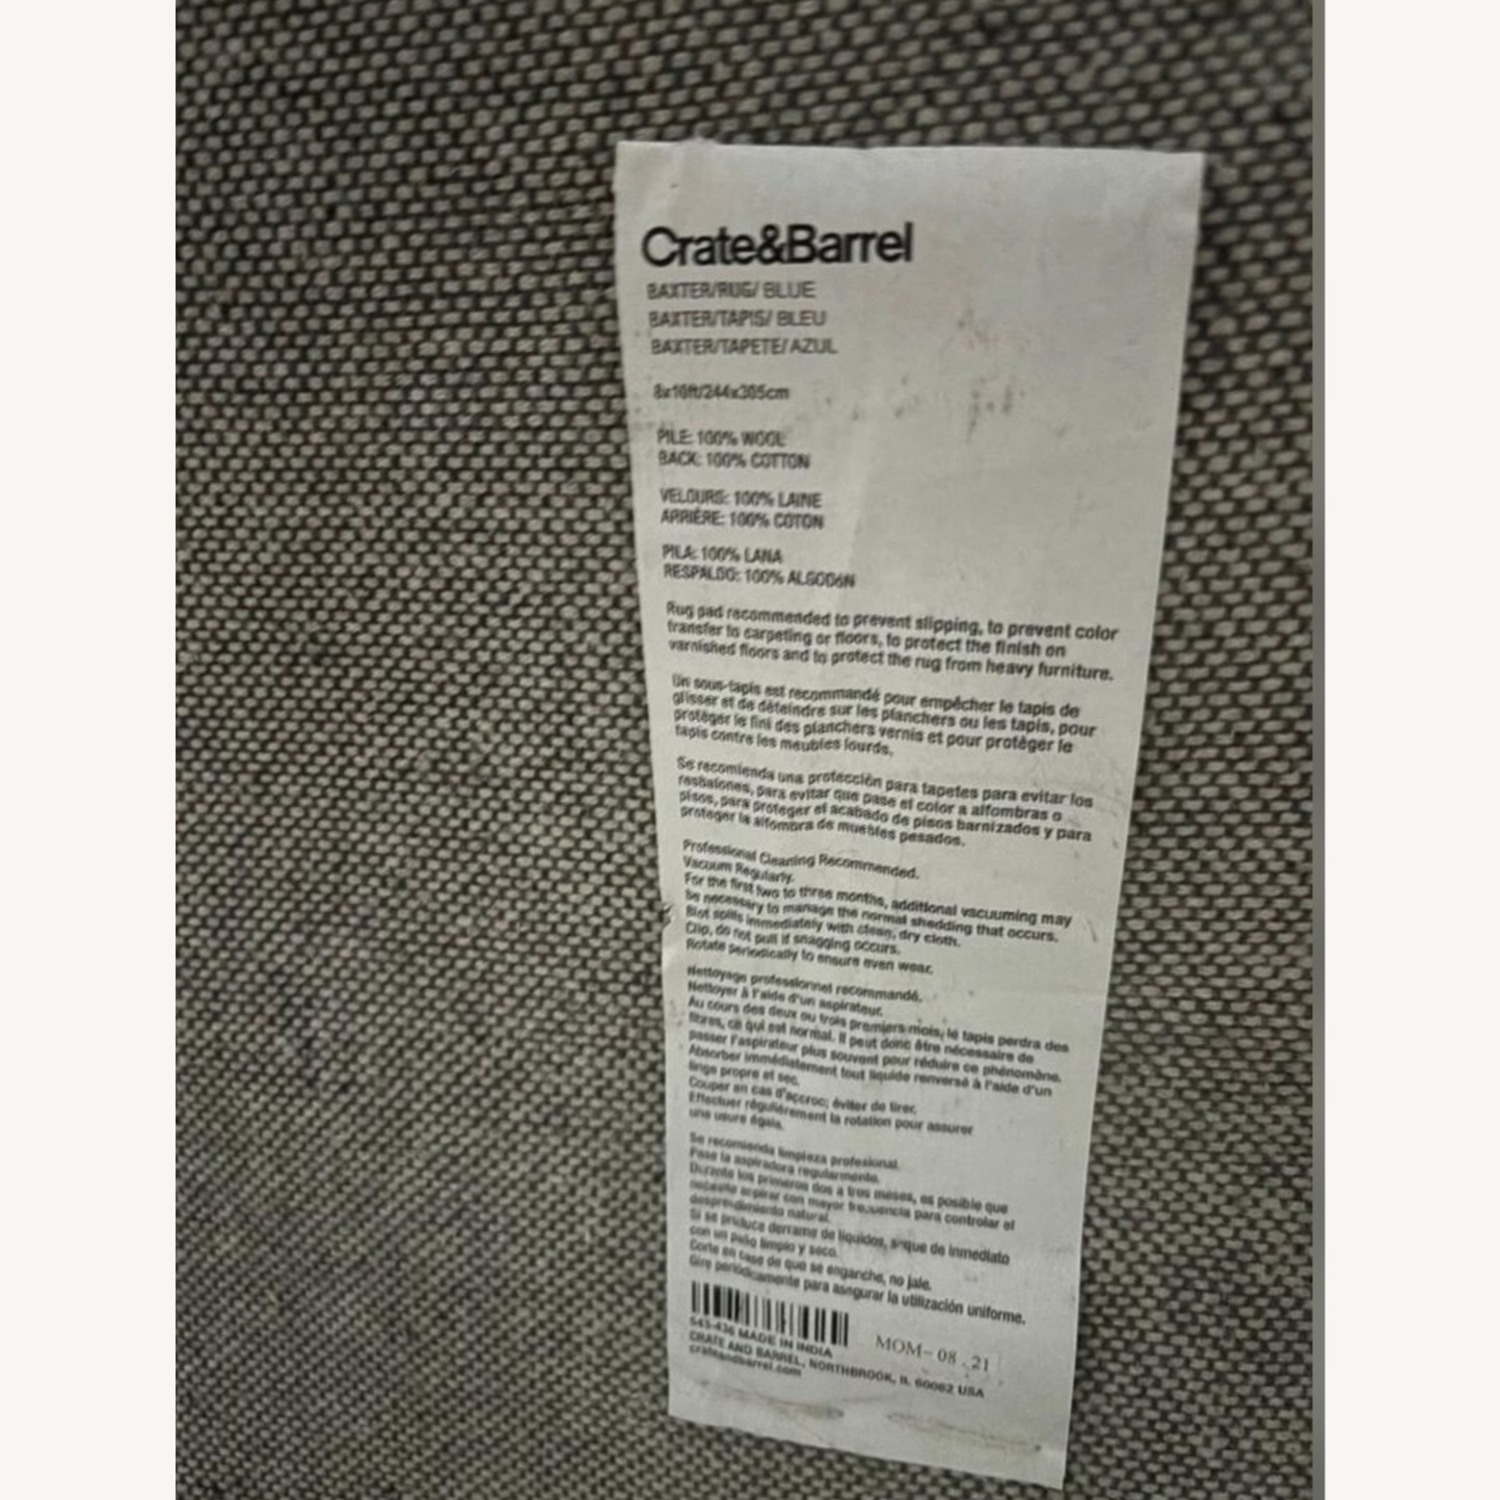 Crate&Barrel
BAXTER/RUG/ BLUE
BAXTER/TAPIS/ BLEU
BAXTER/TAPETE/ AZUL
8x10ft/244x305cm
PILE: 100% WOOL
BACK: 100% COTTON
VELOURS: 100% LAINE
ARRIÈRE: 100% COTON
PILA: 100% LANA
RESPALDO: 100% ALGODóN
Rug pad recommended to prevent slipping, to prevent color
transfer to carpeting or floors, to protect the finish on
varnished floors and to protect the rug from heavy furniture.
Un sous-tapis est recommandé pour empêcher le tapis de
glisser et de déteindre sur les planchers ou les tapis, pour
protéger le fini des planchers vernis et pour protéger le
tapis contre les meubles lourds.
Se recomienda una protección para tapetes para evitar los
resbalones, para evitar que pase el color a alfombras o
pisos, para proteger el acabado de pisos barnizados y para
proteger la alfombra de muebles pesados.
Professional Cleaning Recommended.
Vacuum Regularly.
For the first two to three months, additional vacuuming may
be necessary to manage the normal shedding that occurs.
Blot spills immediately with clean, dry cloth.
Clip, do not pull if snagging occurs.
Rotate periodically to ensure even wear.
Nettoyage professionnel recommandé.
Nettoyer à l'aide d'un aspirateur.
Au cours des deux ou trois premiers mois, le tapis perdra des
fibres, ce qui est normal. Il peut donc être nécessaire de
passer l'aspirateur plus souvent pour réduire ce phénomène.
Absorber immédiatement tout liquide renversé à l'aide d'un
linge propre et sec.
Couper en cas d'accroc; éviter de tirer.
Effectuer régulièrement la rotation pour assurer
une usure égale.
Se recomienda limpieza profesional.
Pase la aspiradora regularmente.
Durante los primeros dos a tres meses, es posible que
necesite aspirar con mayor frecuencia para controlar el
desprendimiento natural.
Si se produce derrame de líquidos, seque de inmediato
con un paño limpio y seco.
Corte en caso de que se enganche, no jale.
Gire periódicamente para asegurar la utilización uniforme.
543-436 MADE IN INDIA
MOM- 08 . 21
CRATE AND BARREL, NORTHBROOK, IL 60062 USA
crateandbarrel.com